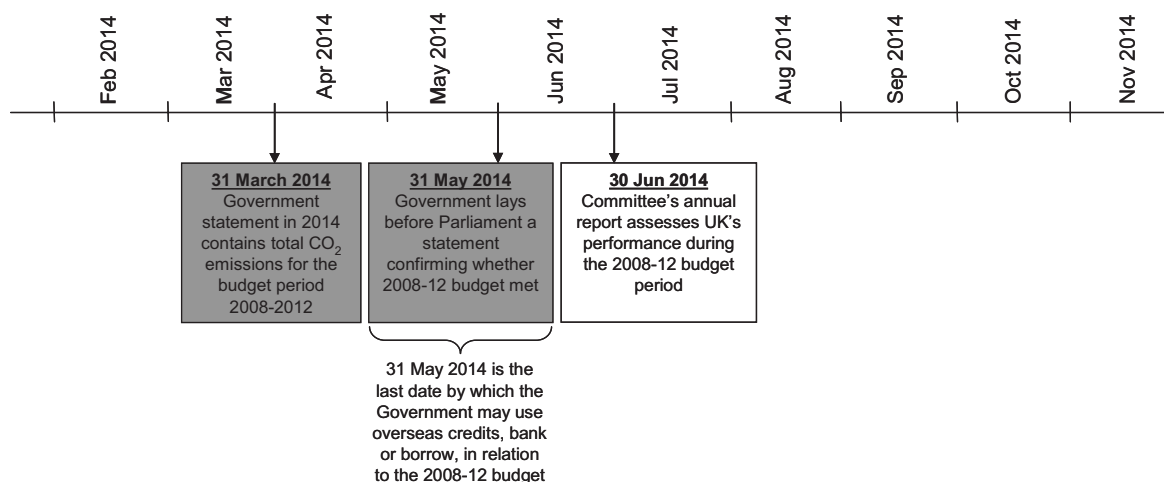 Feb 2014
Mar 2014
Apr 2014
May 2014
Jun 2014
Jul 2014
Aug 2014
Sep 2014
Oct 2014
Nov 2014
31 March 2014
Government
statement in 2014
contains total CO₂
emissions for the
budget period
2008-2012
31 May 2014
Government lays
before Parliament a
statement
confirming whether
2008-12 budget met
30 Jun 2014
Committee's annual
report assesses UK's
performance during
the 2008-12 budget
period
31 May 2014 is the
last date by which the
Government may use
overseas credits, bank
or borrow, in relation
to the 2008-12 budget